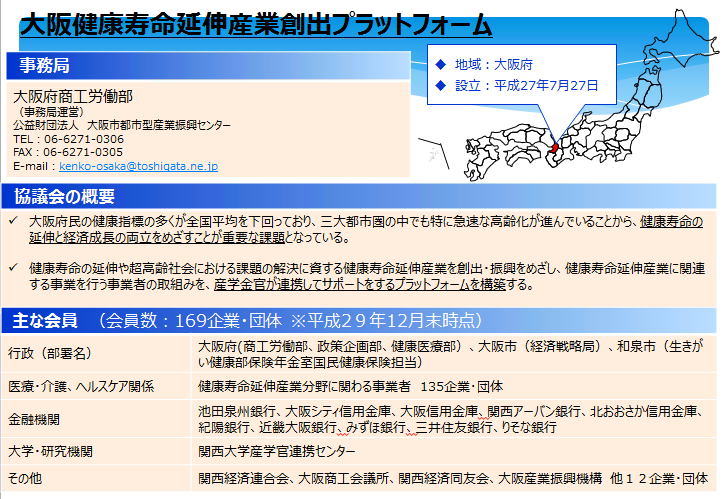 大阪健康寿命延伸産業創出プラットフォーム
事務局
◆ 地域：大阪府
◆ 設立：平成27年7月27日
大阪府商工労働部
（事務局運営）
公益財団法人　大阪市都市型産業振興センター
TEL：06-6271-0306
FAX：06-6271-0305
E-mail：kenko-osaka@toshigata.ne.jp
協議会の概要
✓ 大阪府民の健康指標の多くが全国平均を下回っており、三大都市圏の中でも特に急速な高齢化が進んでいることから、健康寿命の
延伸と経済成長の両立をめざすことが重要な課題となっている。
✓ 健康寿命の延伸や超高齢社会における課題の解決に資する健康寿命延伸産業を創出・振興をめざし、健康寿命延伸産業に関連
する事業を行う事業者の取組みを、産学金官が連携してサポートをするプラットフォームを構築する。
主な会員　（会員数：169企業・団体 ※平成２９年12月末時点）
行政（部署名）　大阪府(商工労働部、政策企画部、健康医療部）、大阪市（経済戦略局）、和泉市（生きが
い健康部保険年金室国民健康保険担当）
医療・介護、ヘルスケア関係　健康寿命延伸産業分野に関わる事業者　135企業・団体
金融機関　池田泉州銀行、大阪シティ信用金庫、大阪信用金庫、関西アーバン銀行、北おおさか信用金庫、
紀陽銀行、近畿大阪銀行、みずほ銀行、三井住友銀行、りそな銀行
大学・研究機関　関西大学産学官連携センター
その他　関西経済連合会、大阪商工会議所、関西経済同友会、大阪産業振興機構 他１２企業・団体